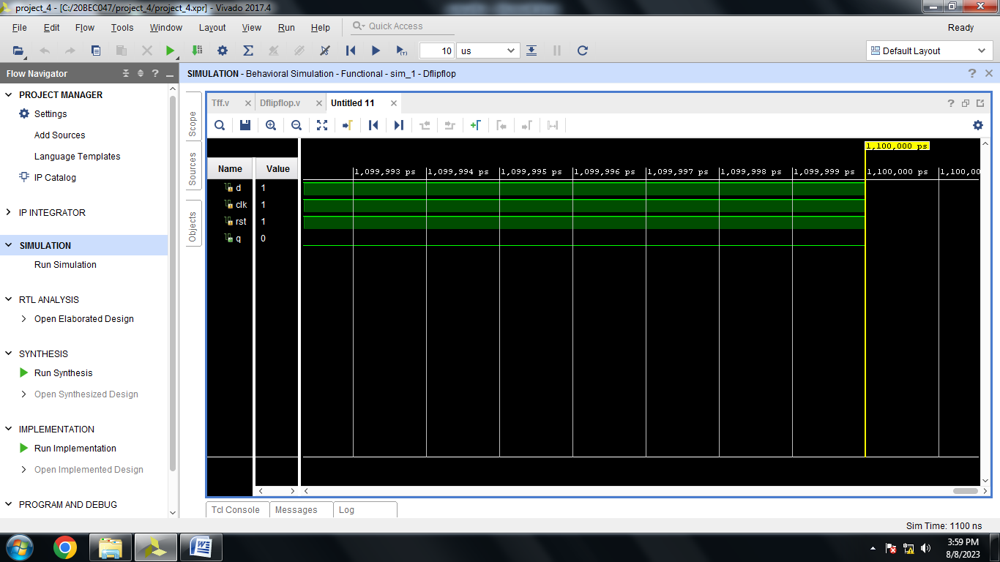 project_4 - [C:/20BEC047/project_4/project_4.xpr] - Vivado 2017.4
File Edit Flow Tools Window Layout View Run Help Quick Access Ready
10 us Default Layout
Flow Navigator
SIMULATION - Behavioral Simulation - Functional - sim_1 - Dflipflop
PROJECT MANAGER
Settings
Add Sources
Language Templates
IP Catalog
IP INTEGRATOR
SIMULATION
Run Simulation
RTL ANALYSIS
Open Elaborated Design
SYNTHESIS
Run Synthesis
Open Synthesized Design
IMPLEMENTATION
Run Implementation
Open Implemented Design
PROGRAM AND DEBUG
Scope
Sources
Objects
Tff.v Dflipflop.v Untitled 11
1,100,000 ps
Name Value
1,099,993 ps 1,099,994 ps 1,099,995 ps 1,099,996 ps 1,099,997 ps 1,099,998 ps 1,099,999 ps 1,100,000 ps 1,100,00
d 1
clk 1
rst 1
q 0
Tcl Console Messages Log
Sim Time: 1100 ns
3:59 PM
8/8/2023